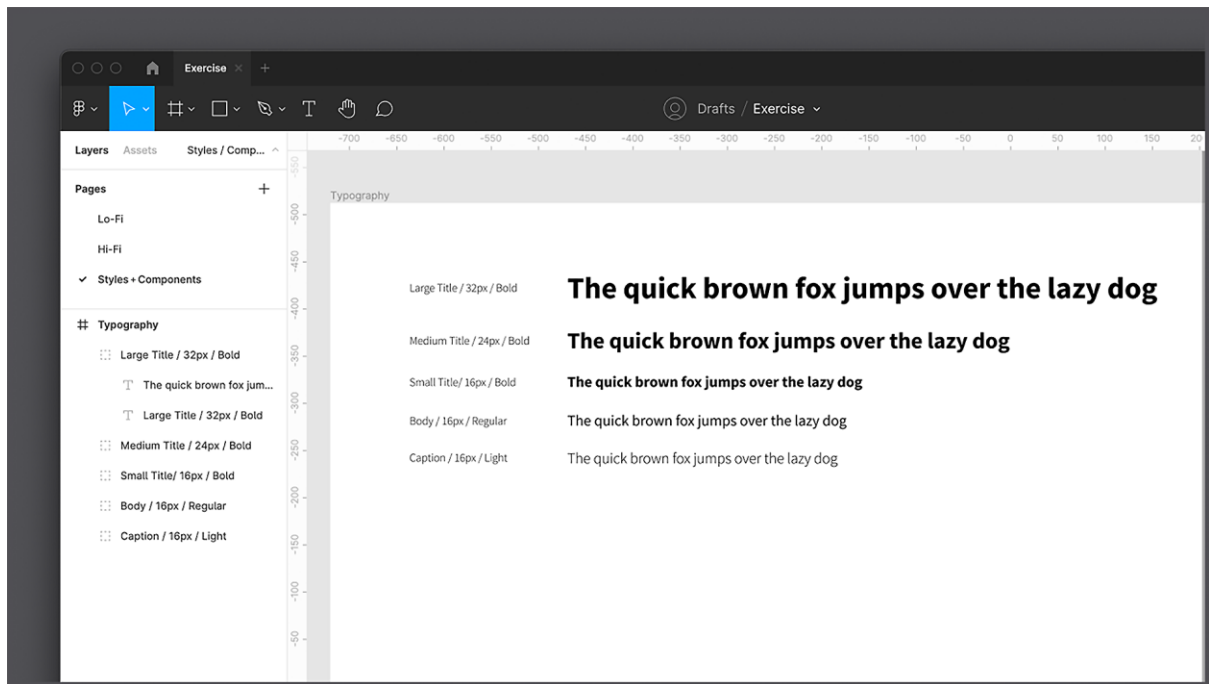 Exercise
Drafts / Exercise
Layers Assets Styles / Comp...
-700 -650 -600 -550 -500 -450 -400 -350 -300 -250 -200 -150 -100 -50 0 50 100 150 20
Pages
Lo-Fi
Hi-Fi
Styles + Components
Typography
Large Title / 32px / Bold
The quick brown fox jum...
Large Title / 32px / Bold
Medium Title / 24px / Bold
Small Title/ 16px / Bold
Body / 16px / Regular
Caption / 16px / Light
-550
-500
-450
-400
-350
-300
-250
-200
-150
-100
-50
Typography
Large Title / 32px / Bold The quick brown fox jumps over the lazy dog
Medium Title / 24px / Bold The quick brown fox jumps over the lazy dog
Small Title/ 16px / Bold The quick brown fox jumps over the lazy dog
Body / 16px / Regular The quick brown fox jumps over the lazy dog
Caption / 16px / Light The quick brown fox jumps over the lazy dog